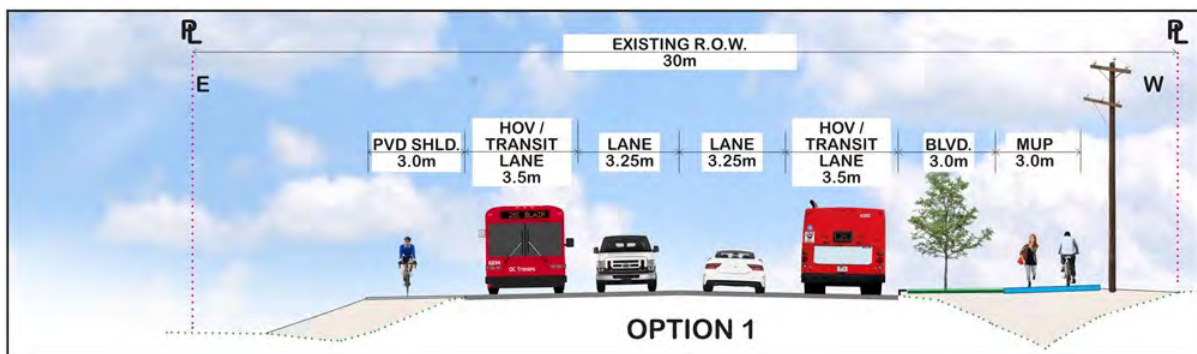 PL
PL
EXISTING R.O.W.
30m
E
W
PVD SHLD.
3.0m
HOV /
TRANSIT
LANE
3.5m
LANE
3.25m
LANE
3.25m
HOV /
TRANSIT
LANE
3.5m
BLVD.
3.0m
MUP
3.0m
BLAIR
OC Transpo
OPTION 1